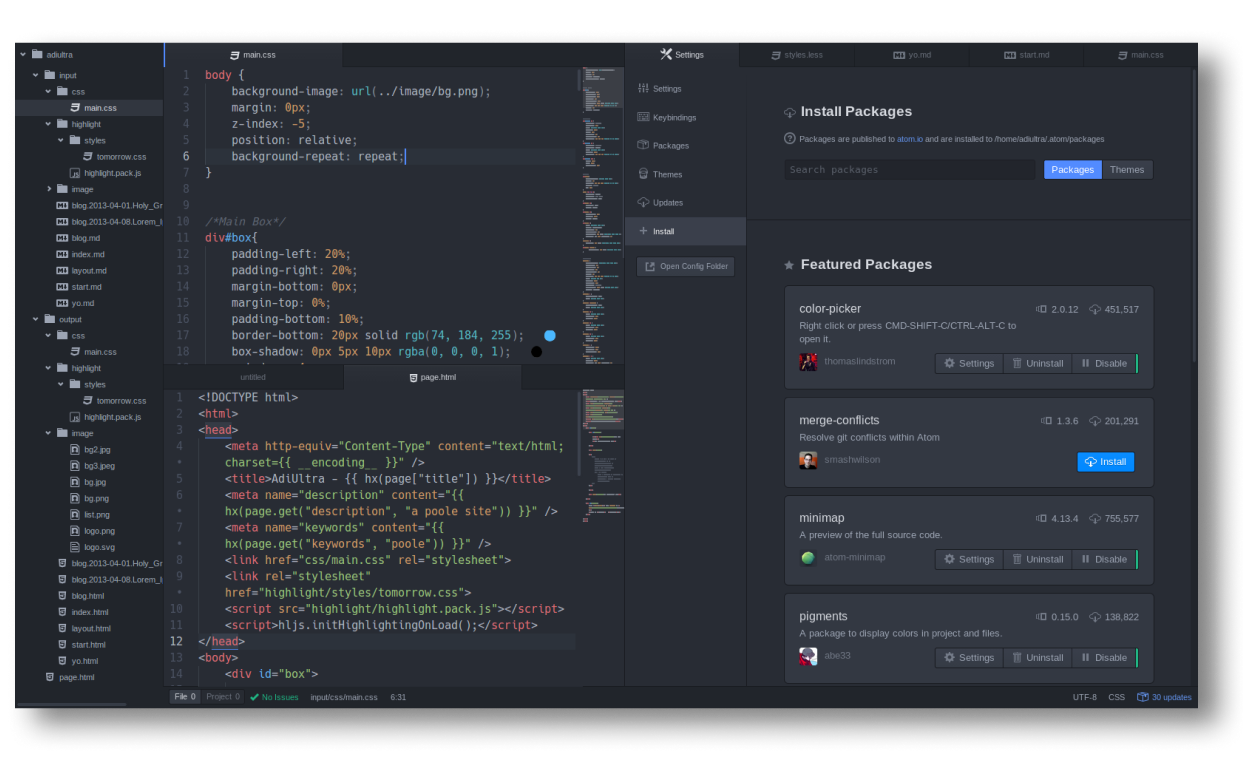 adiultra
input
css
main.css
highlight
styles
tomorrow.css
highlight.pack.js
image
blog.2013-04-01.Holy_Gr
blog.2013-04-08.Lorem_I
blog.md
index.md
layout.md
start.md
yo.md
output
css
main.css
highlight
styles
tomorrow.css
highlight.pack.js
image
bg2.jpg
bg3.jpeg
bg.jpg
bg.png
list.png
logo.png
logo.svg
blog.2013-04-01.Holy_Gr
blog.2013-04-08.Lorem_I
blog.html
index.html
layout.html
start.html
yo.html
page.html
main.css
1 body {
2 background-image: url(../image/bg.png);
3 margin: 0px;
4 z-index: -5;
5 position: relative;
6 background-repeat: repeat;
7 }
8
9
10 /*Main Box*/
11 div#box{
12 padding-left: 20%;
13 padding-right: 20%;
14 margin-bottom: 0px;
15 margin-top: 0%;
16 padding-bottom: 10%;
17 border-bottom: 20px solid rgb(74, 184, 255);
18 box-shadow: 0px 5px 10px rgba(0, 0, 0, 1);
untitled page.html
1 <!DOCTYPE html>
2 <html>
3 <head>
4 <meta http-equiv="Content-Type" content="text/html;
• charset={{ __encoding__ }}" />
5 <title>AdiUltra - {{ hx(page["title"]) }}</title>
6 <meta name="description" content="{{
• hx(page.get("description", "a poole site")) }}" />
7 <meta name="keywords" content="{{
• hx(page.get("keywords", "poole")) }}" />
8 <link href="css/main.css" rel="stylesheet">
9 <link rel="stylesheet"
• href="highlight/styles/tomorrow.css">
10 <script src="highlight/highlight.pack.js"></script>
11 <script>hljs.initHighlightingOnLoad();</script>
12 </head>
13 <body>
14 <div id="box">
Settings styles.less yo.md start.md main.css
Settings
Keybindings
Packages
Themes
Updates
Install
Open Config Folder
Install Packages
Packages are published to atom.io and are installed to /home/adiultra/.atom/packages
Search packages Packages Themes
Featured Packages
color-picker 2.0.12 451,517
Right click or press CMD-SHIFT-C/CTRL-ALT-C to
open it.
thomaslindstrom Settings Uninstall Disable
merge-conflicts 1.3.6 201,291
Resolve git conflicts within Atom
smashwilson Install
minimap 4.13.4 755,577
A preview of the full source code.
atom-minimap Settings Uninstall Disable
pigments 0.15.0 138,822
A package to display colors in project and files.
abe33 Settings Uninstall Disable
File 0 Project 0 No Issues input/css/main.css 6:31 UTF-8 CSS 30 updates